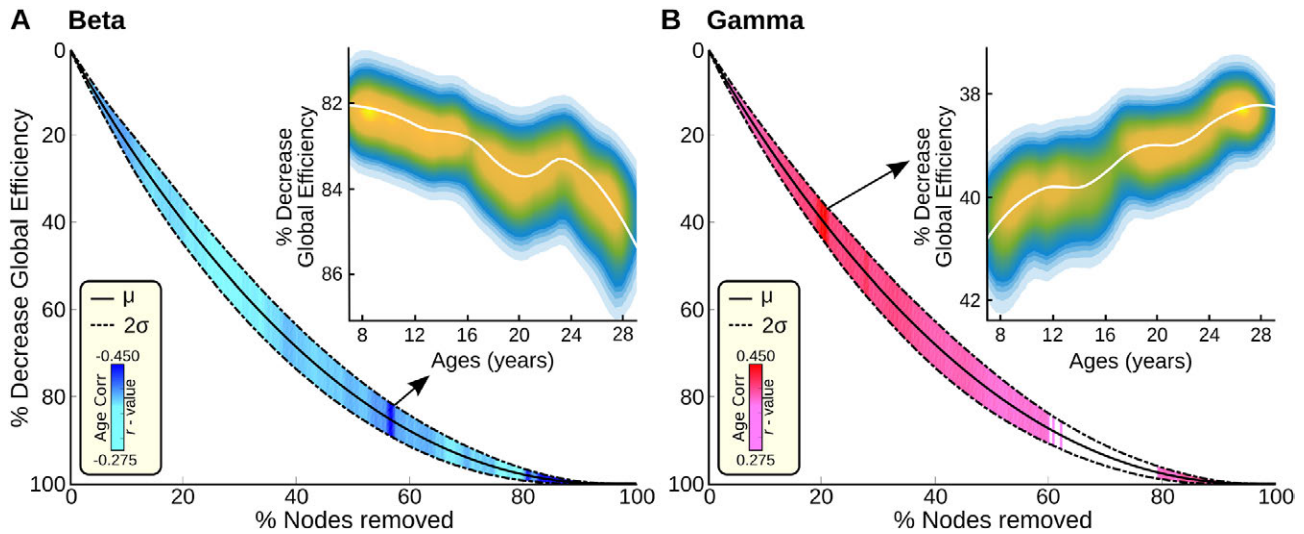 A Beta
% Decrease Global Efficiency
0
20
40
60
80
100
0 20 40 60 80 100
% Nodes removed
μ
2σ
-0.450
Age Corr
r - value
-0.275
% Decrease
Global Efficiency
82
84
86
8 12 16 20 24 28
Ages (years)
B Gamma
0
20
40
60
80
100
0 20 40 60 80 100
% Nodes removed
μ
2σ
0.450
Age Corr
r - value
0.275
% Decrease
Global Efficiency
38
40
42
8 12 16 20 24 28
Ages (years)